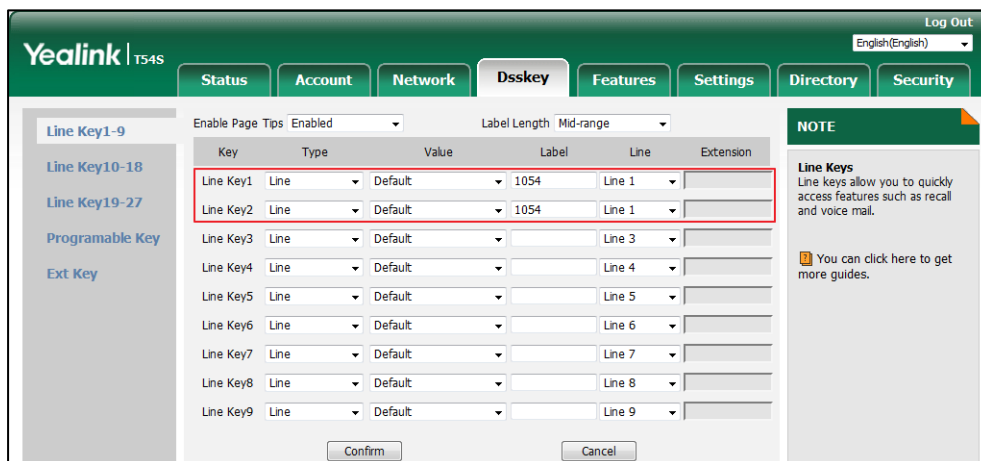 Log Out
Yealink | T54S
English(English)
Status Account Network Dsskey Features Settings Directory Security
Line Key1-9
Line Key10-18
Line Key19-27
Programable Key
Ext Key
Enable Page Tips Enabled Label Length Mid-range
Key Type Value Label Line Extension
Line Key1 Line Default 1054 Line 1
Line Key2 Line Default 1054 Line 1
Line Key3 Line Default Line 3
Line Key4 Line Default Line 4
Line Key5 Line Default Line 5
Line Key6 Line Default Line 6
Line Key7 Line Default Line 7
Line Key8 Line Default Line 8
Line Key9 Line Default Line 9
Confirm Cancel
NOTE
Line Keys
Line keys allow you to quickly
access features such as recall
and voice mail.
You can click here to get
more guides.